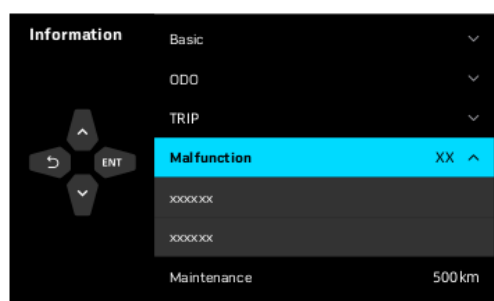 Information
Basic
ODO
TRIP
ENT
Malfunction XX
xxxxxx
xxxxxx
Maintenance 500km